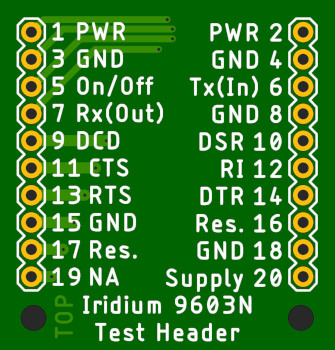 1 PWR PWR 2
3 GND GND 4
5 On/Off Tx(In) 6
7 Rx(Out) GND 8
9 DCD DSR 10
11 CTS RI 12
13 RTS DTR 14
15 GND Res. 16
17 Res. GND 18
19 NA Supply 20
TOP
Iridium 9603N
Test Header